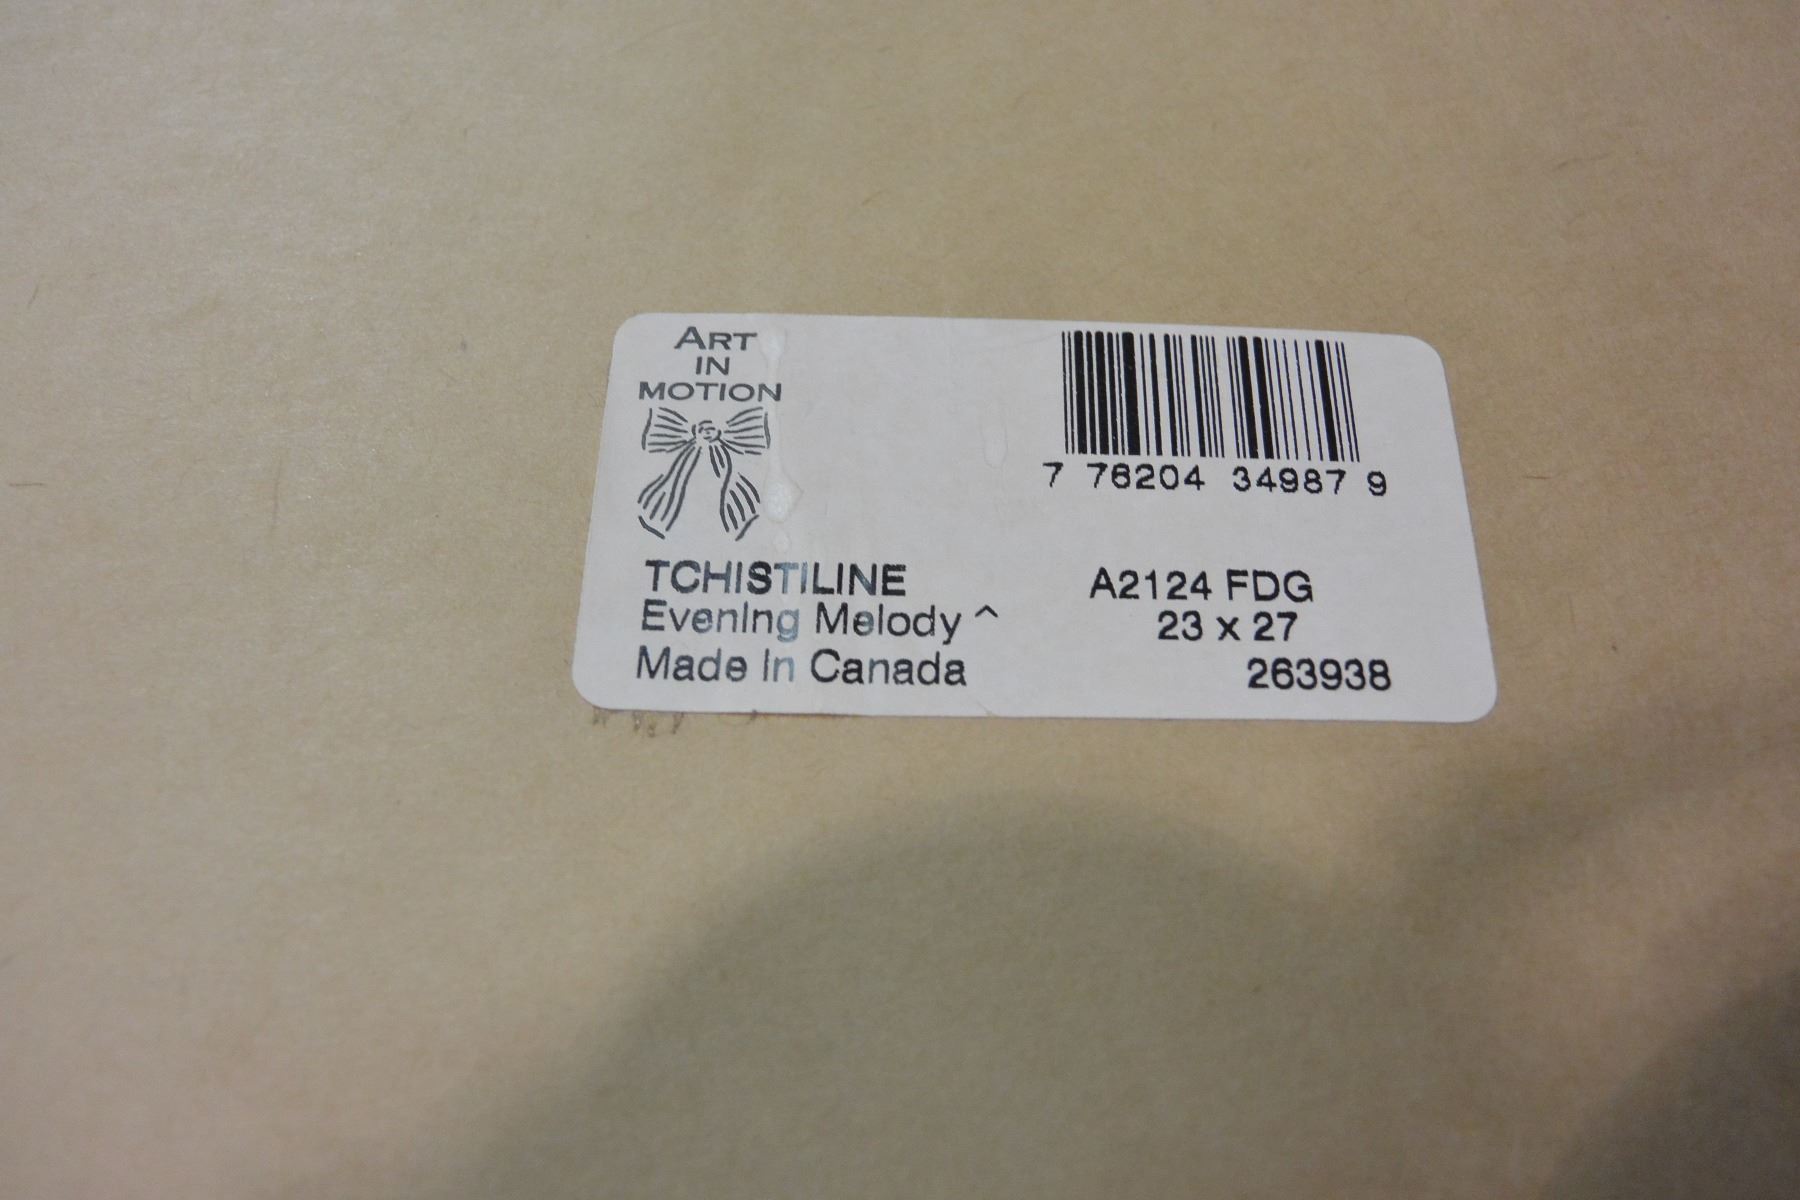 ART
IN
MOTION
7 76204 34987 9
TCHISTILINE
Evening Melody ^
Made In Canada
A2124 FDG
23 x 27
263938